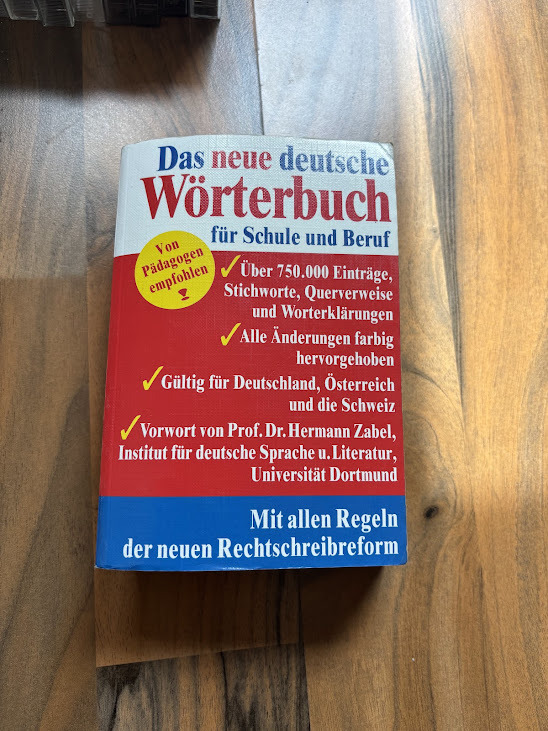 Das neue deutsche
Wörterbuch
für Schule und Beruf
Von
Pädagogen
empfohlen
Über 750.000 Einträge,
Stichworte, Querverweise
und Worterklärungen
Alle Änderungen farbig
hervorgehoben
Gültig für Deutschland, Österreich
und die Schweiz
Vorwort von Prof. Dr. Hermann Zabel,
Institut für deutsche Sprache u. Literatur,
Universität Dortmund
Mit allen Regeln
der neuen Rechtschreibreform